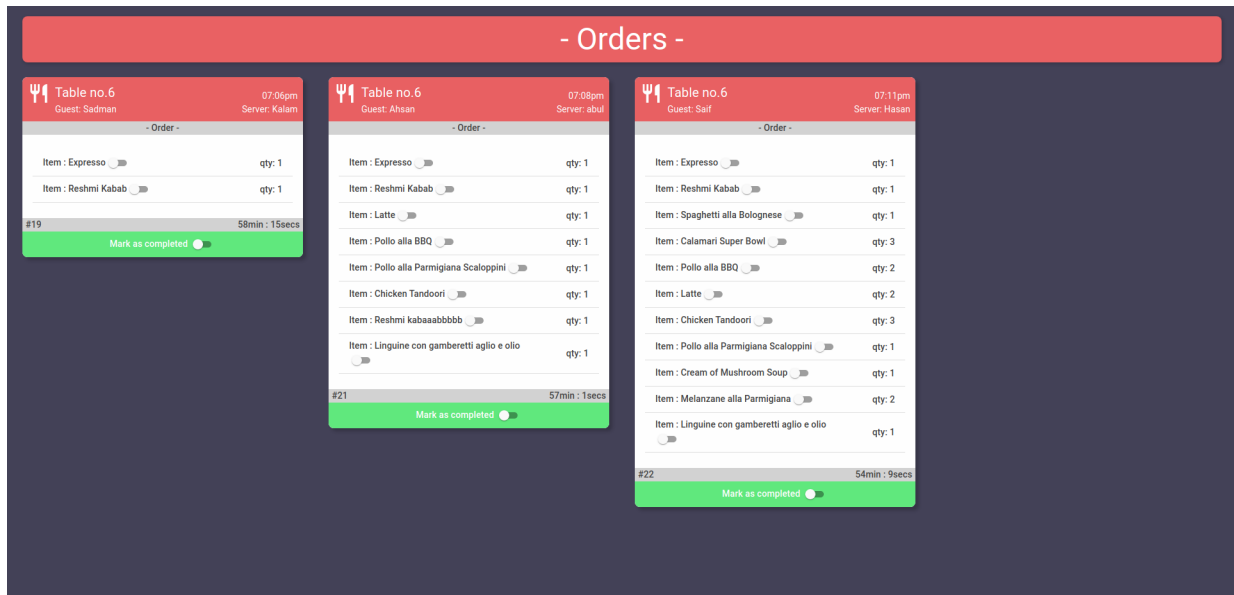 - Orders -
Table no.6
07:06pm
Guest: Sadman
Server: Kalam
- Order -
Item : Expresso
qty: 1
Item : Reshmi Kabab
qty: 1
#19
58min : 15secs
Mark as completed
Table no.6
07:08pm
Guest: Ahsan
Server: abul
- Order -
Item : Expresso
qty: 1
Item : Reshmi Kabab
qty: 1
Item : Latte
qty: 1
Item : Pollo alla BBQ
qty: 1
Item : Pollo alla Parmigiana Scaloppini
qty: 1
Item : Chicken Tandoori
qty: 1
Item : Reshmi kabaaabbbbb
qty: 1
Item : Linguine con gamberetti aglio e olio
qty: 1
#21
57min : 1secs
Mark as completed
Table no.6
07:11pm
Guest: Saif
Server: Hasan
- Order -
Item : Expresso
qty: 1
Item : Reshmi Kabab
qty: 1
Item : Spaghetti alla Bolognese
qty: 1
Item : Calamari Super Bowl
qty: 3
Item : Pollo alla BBQ
qty: 2
Item : Latte
qty: 2
Item : Chicken Tandoori
qty: 3
Item : Pollo alla Parmigiana Scaloppini
qty: 1
Item : Cream of Mushroom Soup
qty: 1
Item : Melanzane alla Parmigiana
qty: 2
Item : Linguine con gamberetti aglio e olio
qty: 1
#22
54min : 9secs
Mark as completed